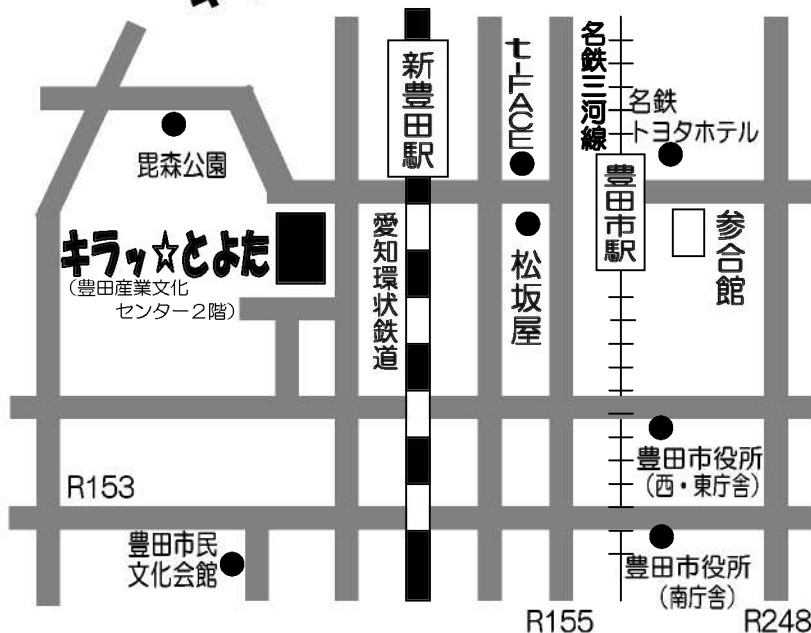 新豊田駅
t-FACE
名鉄三河線
名鉄
トヨタホテル
毘森公園
豊田市駅
参合館
キラッ☆とよた
(豊田産業文化
センター2階)
愛知環状鉄道
松坂屋
豊田市役所
(西・東庁舎)
R153
豊田市民
文化会館
豊田市役所
(南庁舎)
R155
R248